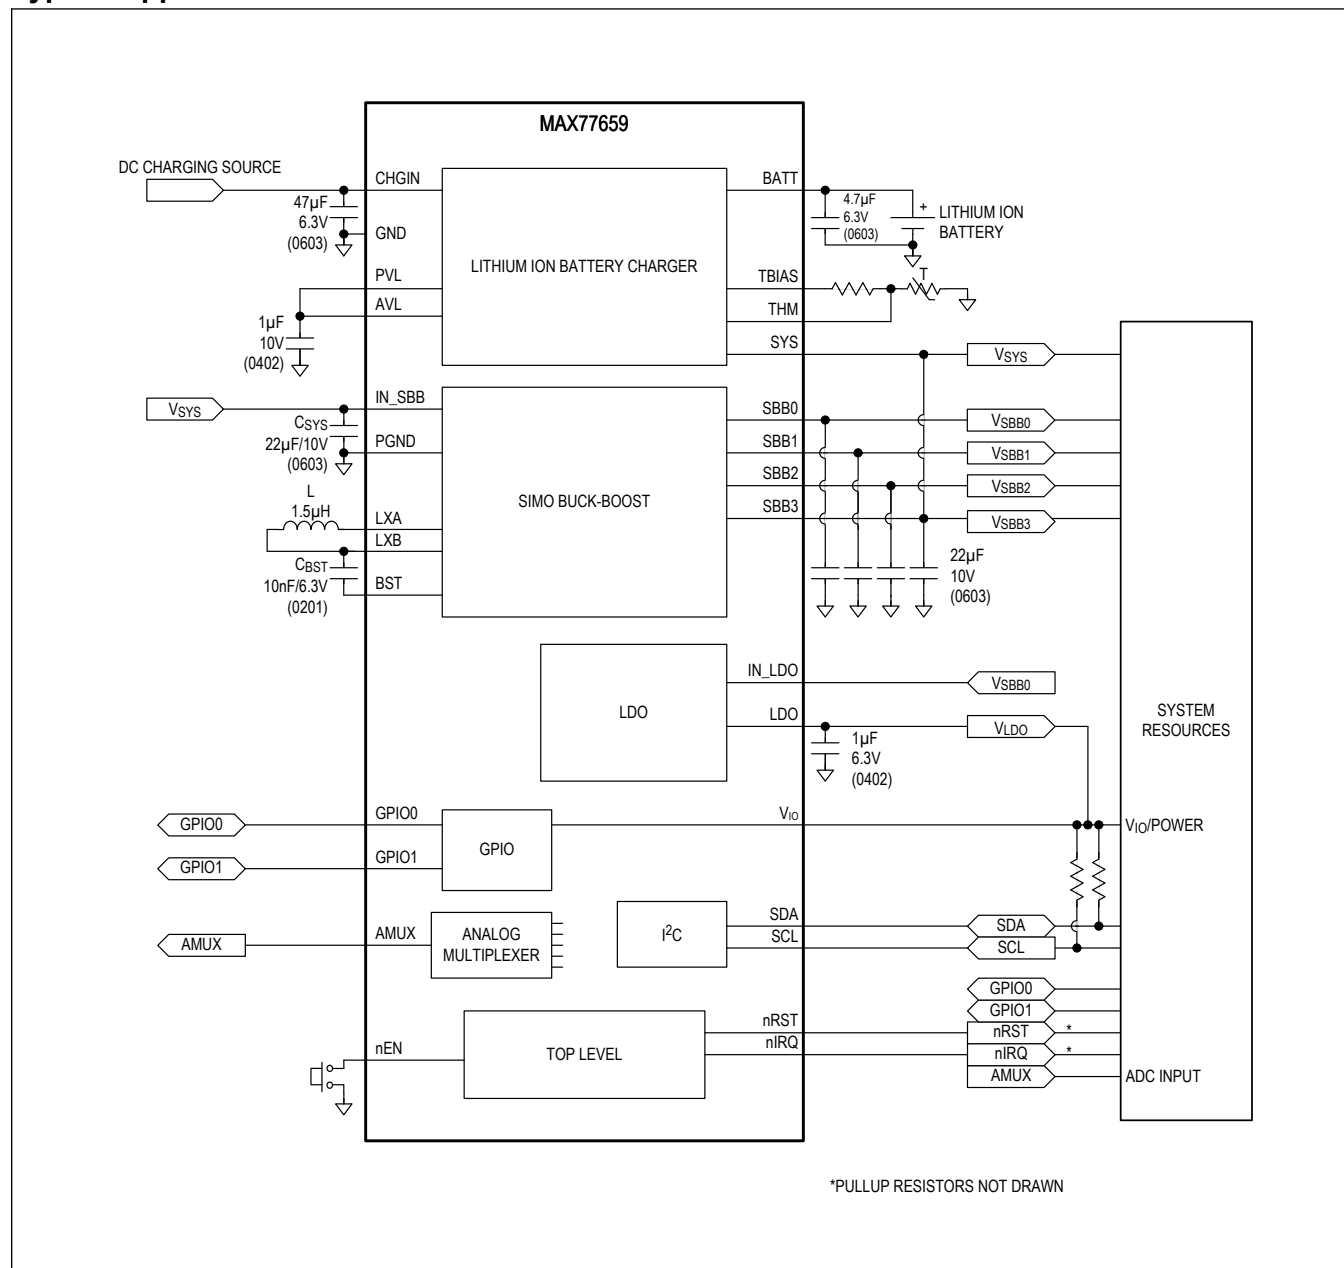 MAX77659
DC CHARGING SOURCE
CHGIN
47µF
6.3V
(0603)
GND
PVL
AVL
1µF
10V
(0402)
LITHIUM ION BATTERY CHARGER
BATT
4.7µF
6.3V
(0603)
+
LITHIUM ION
BATTERY
TBIAS
T
THM
SYS
VSYS
VSYS
IN_SBB
CSYS
22µF/10V
(0603)
PGND
L
1.5µH
LXA
LXB
CBST
10nF/6.3V
(0201)
BST
SIMO BUCK-BOOST
SBB0
SBB1
SBB2
SBB3
VSBB0
VSBB1
VSBB2
VSBB3
22µF
10V
(0603)
LDO
IN_LDO
VSBB0
LDO
VLDO
1µF
6.3V
(0402)
SYSTEM
RESOURCES
GPIO0
GPIO0
GPIO1
GPIO1
GPIO
VIO
VIO/POWER
AMUX
AMUX
ANALOG
MULTIPLEXER
I2C
SDA
SCL
SDA
SCL
GPIO0
GPIO1
nRST
nRST *
nIRQ
nIRQ *
AMUX
ADC INPUT
nEN
TOP LEVEL
*PULLUP RESISTORS NOT DRAWN